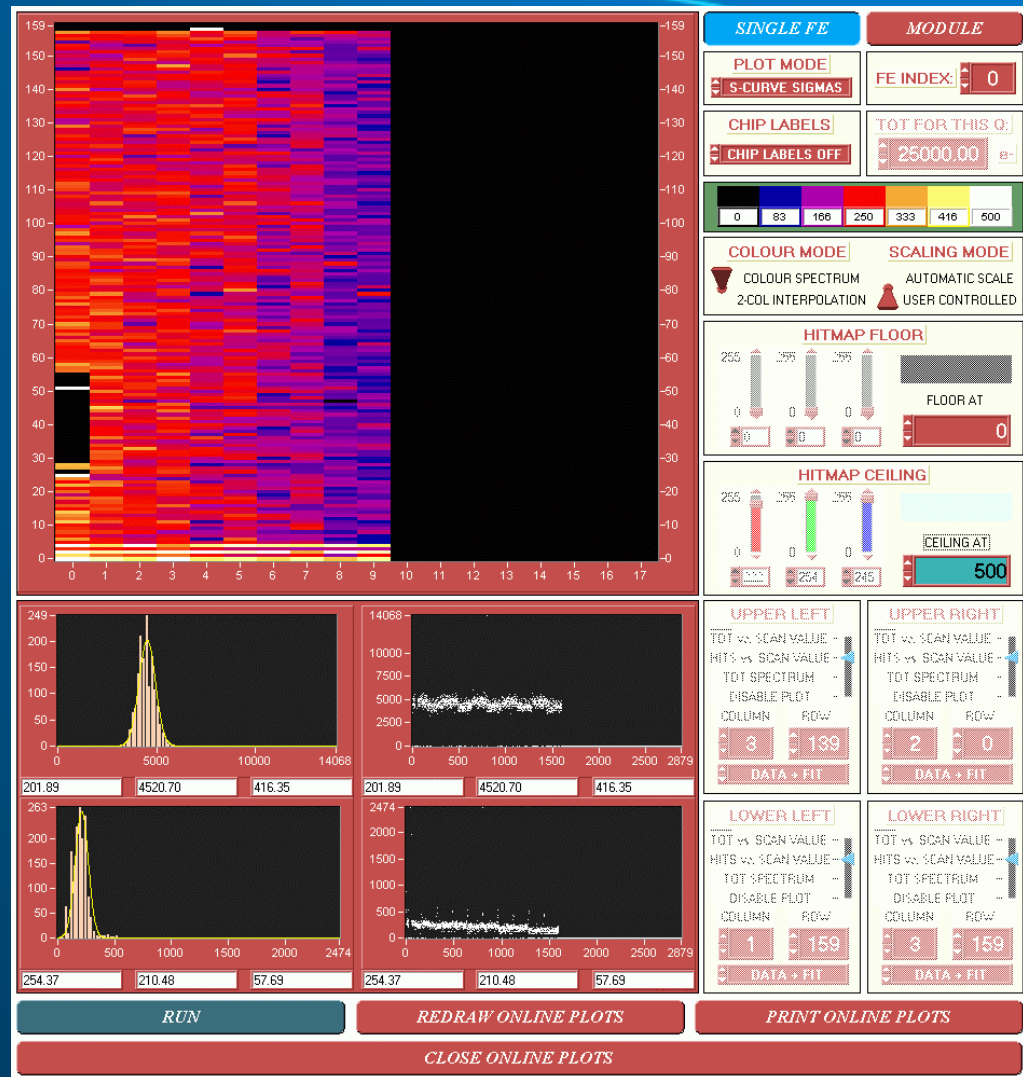 SINGLE FE MODULE
PLOT MODE
S-CURVE SIGMAS
FE INDEX: 0
CHIP LABELS
CHIP LABELS OFF
TOT FOR THIS Q:
25000.00 e-
0 83 166 250 333 416 500
COLOUR MODE SCALING MODE
COLOUR SPECTRUM AUTOMATIC SCALE
2-COL INTERPOLATION USER CONTROLLED
HITMAP FLOOR
255 255 255
FLOOR AT
0 0 0
0 0 0 0
HITMAP CEILING
255 255 255
CEILING AT
0 0 0
254 245 500
159 159
150 150
140 140
130 130
120 120
110 110
100 100
90 90
80 80
70 70
60 60
50 50
40 40
30 30
20 20
10 10
0 0
0 1 2 3 4 5 6 7 8 9 10 11 12 13 14 15 16 17
249
200
150
100
50
0
0 5000 10000 14068
201.89 4520.70 416.35
14068
10000
7500
5000
2500
0
0 500 1000 1500 2000 2500 2879
201.89 4520.70 416.35
263
200
150
100
50
0
0 500 1000 1500 2000 2474
254.37 210.48 57.69
2474
2000
1500
1000
500
0
0 500 1000 1500 2000 2500 2879
254.37 210.48 57.69
UPPER LEFT
TOT vs. SCAN VALUE
HITS vs. SCAN VALUE
TOT SPECTRUM
DISABLE PLOT
COLUMN ROW
3 139
DATA + FIT
UPPER RIGHT
TOT vs. SCAN VALUE
HITS vs. SCAN VALUE
TOT SPECTRUM
DISABLE PLOT
COLUMN ROW
2 0
DATA + FIT
LOWER LEFT
TOT vs. SCAN VALUE
HITS vs. SCAN VALUE
TOT SPECTRUM
DISABLE PLOT
COLUMN ROW
1 159
DATA + FIT
LOWER RIGHT
TOT vs. SCAN VALUE
HITS vs. SCAN VALUE
TOT SPECTRUM
DISABLE PLOT
COLUMN ROW
3 159
DATA + FIT
RUN REDRAW ONLINE PLOTS PRINT ONLINE PLOTS
CLOSE ONLINE PLOTS